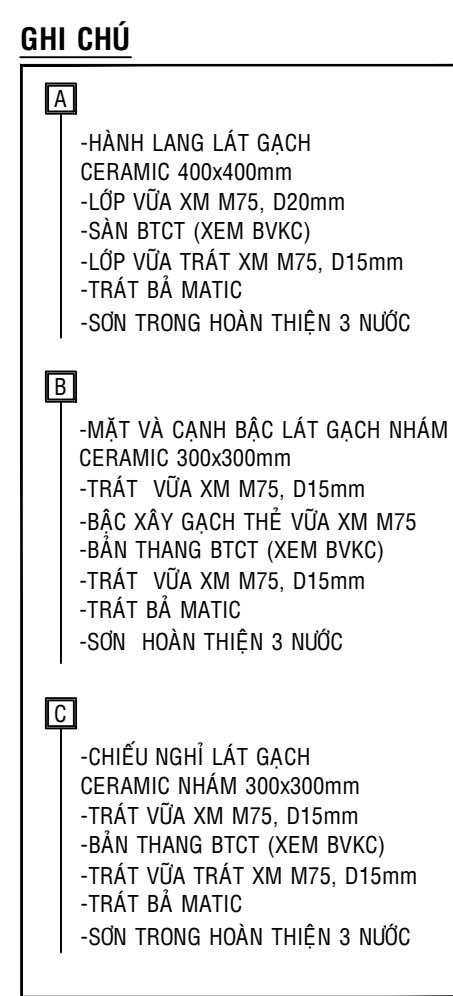 GHI CHÚ
A
-HÀNH LANG LÁT GẠCH
CERAMIC 400x400mm
-LỚP VỮA XM M75, D20mm
-SÀN BTCT (XEM BVKC)
-LỚP VỮA TRÁT XM M75, D15mm
-TRÁT BẢ MATIC
-SƠN TRONG HOÀN THIỆN 3 NƯỚC
B
-MẶT VÀ CẠNH BẬC LÁT GẠCH NHÁM
CERAMIC 300x300mm
-TRÁT VỮA XM M75, D15mm
-BẬC XÂY GẠCH THẺ VỮA XM M75
-BẢN THANG BTCT (XEM BVKC)
-TRÁT VỮA XM M75, D15mm
-TRÁT BẢ MATIC
-SƠN HOÀN THIỆN 3 NƯỚC
C
-CHIẾU NGHỈ LÁT GẠCH
CERAMIC NHÁM 300x300mm
-TRÁT VỮA XM M75, D15mm
-BẢN THANG BTCT (XEM BVKC)
-TRÁT VỮA TRÁT XM M75, D15mm
-TRÁT BẢ MATIC
-SƠN TRONG HOÀN THIỆN 3 NƯỚC